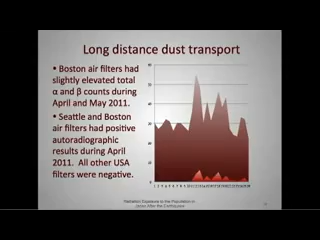 Long distance dust transport
• Boston air filters had
slightly elevated total
α and β counts during
April and May 2011.
• Seattle and Boston
air filters had positive
autoradiographic
results during April
2011. All other USA
filters were negative.
Radiation Exposure to the Population in
Japan After the Earthquake